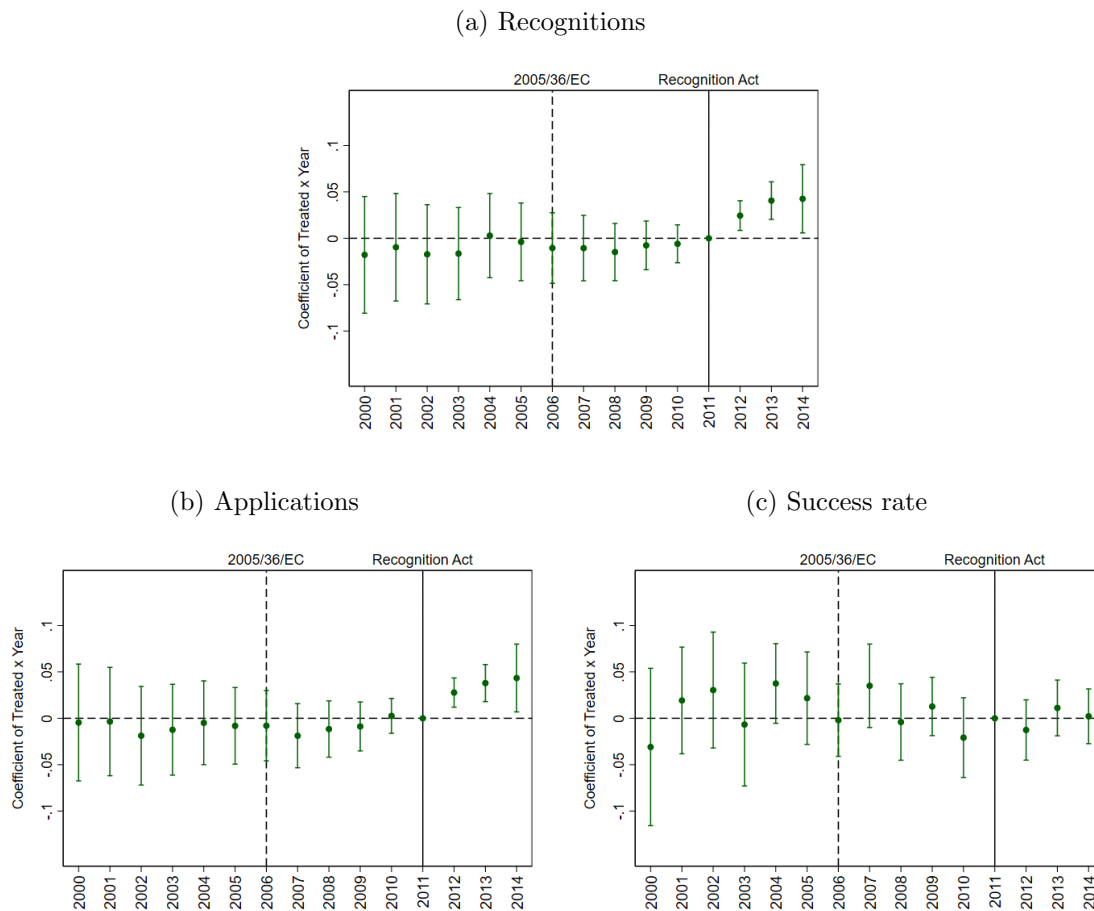 (a) Recognitions
2005/36/EC Recognition Act
Coefficient of Treated x Year
.1
.05
0
-.05
-.1
2000 2001 2002 2003 2004 2005 2006 2007 2008 2009 2010 2011 2012 2013 2014
(b) Applications
2005/36/EC Recognition Act
Coefficient of Treated x Year
.1
.05
0
-.05
-.1
2000 2001 2002 2003 2004 2005 2006 2007 2008 2009 2010 2011 2012 2013 2014
(c) Success rate
2005/36/EC Recognition Act
Coefficient of Treated x Year
.1
.05
0
-.05
-.1
2000 2001 2002 2003 2004 2005 2006 2007 2008 2009 2010 2011 2012 2013 2014